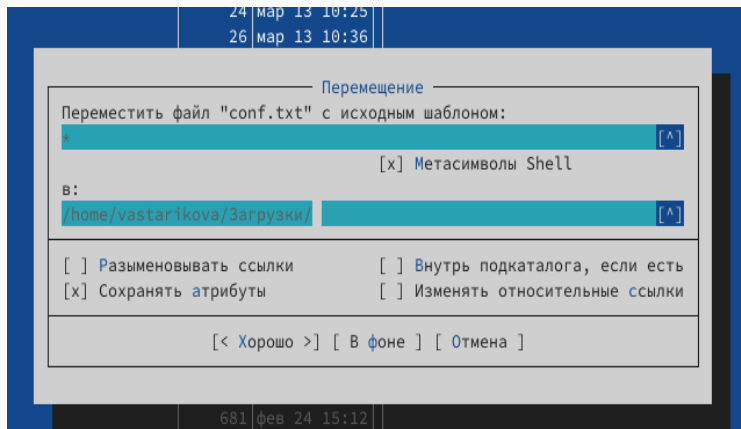 24 мар 13 10:25
26 мар 13 10:36
Перемещение
Переместить файл "conf.txt" с исходным шаблоном:
* [^]
[x] Метасимволы Shell
в:
/home/vastarikova/Загрузки/ [^]
[ ] Разыменовывать ссылки [ ] Внутрь подкаталога, если есть
[x] Сохранять атрибуты [ ] Изменять относительные ссылки
[< Хорошо >] [ В фоне ] [ Отмена ]
681 фев 24 15:12